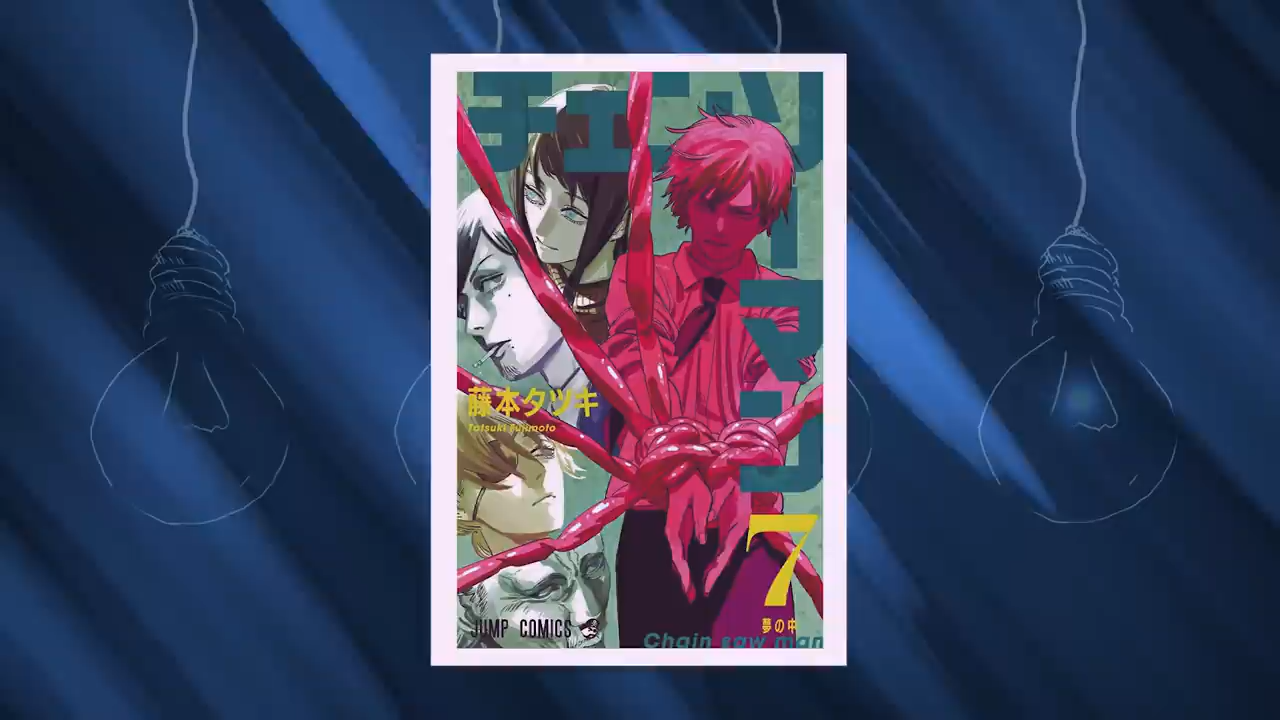 チェンソーマン
藤本タツキ
Tatsuki Fujimoto
7
夢の中
JUMP COMICS
Chain saw man